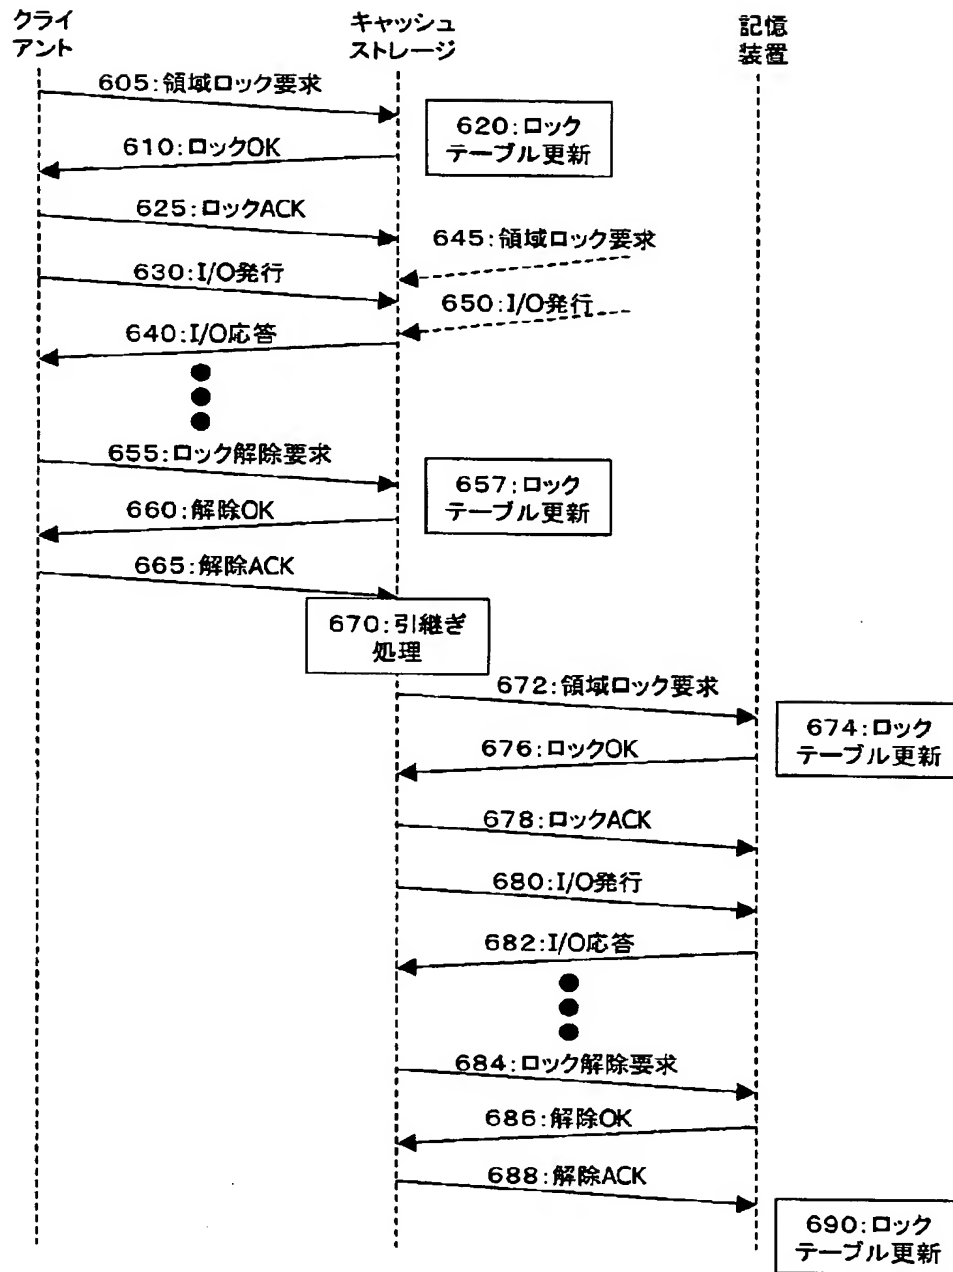 クライ
アント
キャッシュ
ストレージ
記憶
装置
605:領域ロック要求
620:ロック
テーブル更新
610:ロックOK
625:ロックACK
645:領域ロック要求
630:I/O発行
650:I/O発行
640:I/O応答
655:ロック解除要求
657:ロック
テーブル更新
660:解除OK
665:解除ACK
670:引継ぎ
処理
672:領域ロック要求
674:ロック
テーブル更新
676:ロックOK
678:ロックACK
680:I/O発行
682:I/O応答
684:ロック解除要求
686:解除OK
688:解除ACK
690:ロック
テーブル更新